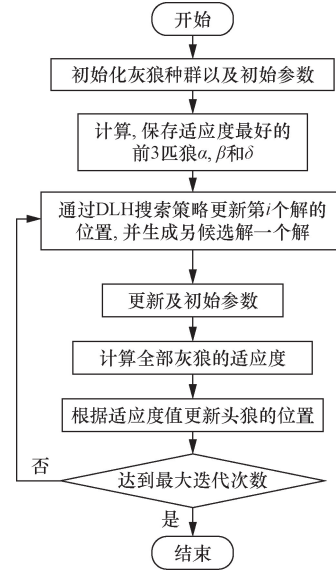 开始
初始化灰狼种群以及初始参数
计算, 保存适应度最好的
前3匹狼α, β和δ
通过DLH搜索策略更新第i个解的
位置, 并生成另候选解一个解
更新及初始参数
计算全部灰狼的适应度
根据适应度值更新头狼的位置
否
达到最大迭代次数
是
结束